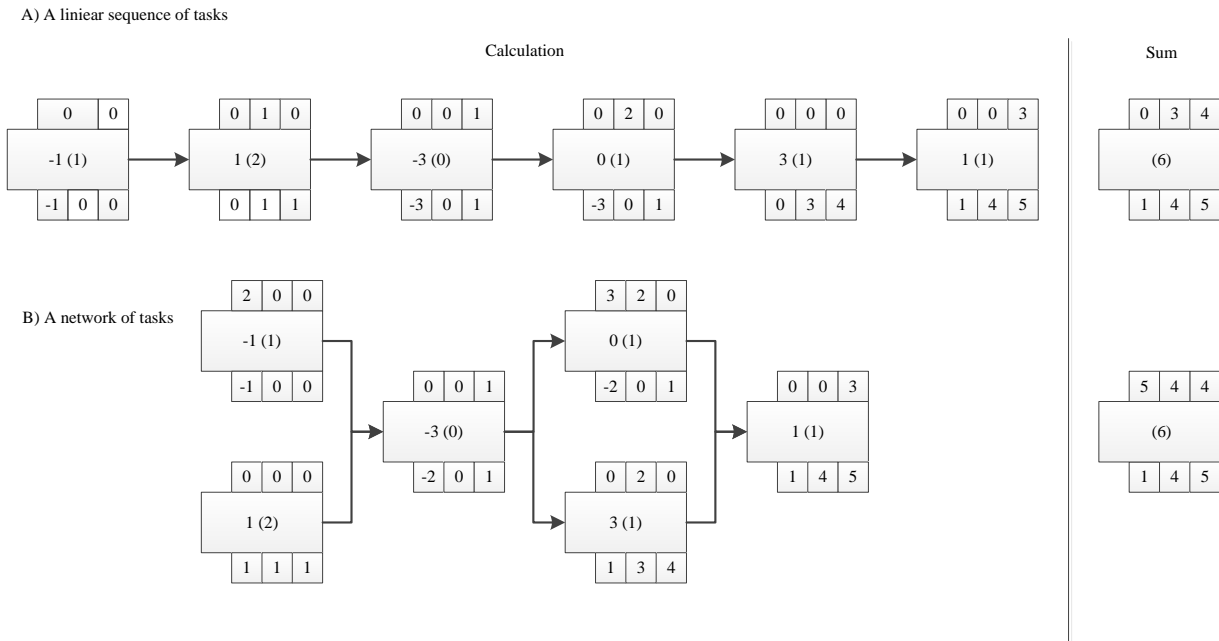 A) A liniear sequence of tasks
Calculation
Sum
0 0
0 1 0
0 0 1
0 2 0
0 0 0
0 0 3
0 3 4
-1 (1)
1 (2)
-3 (0)
0 (1)
3 (1)
1 (1)
(6)
-1 0 0
0 1 1
-3 0 1
-3 0 1
0 3 4
1 4 5
1 4 5
B) A network of tasks
2 0 0
-1 (1)
-1 0 0
0 0 0
1 (2)
1 1 1
0 0 1
-3 (0)
-2 0 1
3 2 0
0 (1)
-2 0 1
0 2 0
3 (1)
1 3 4
0 0 3
1 (1)
1 4 5
5 4 4
(6)
1 4 5